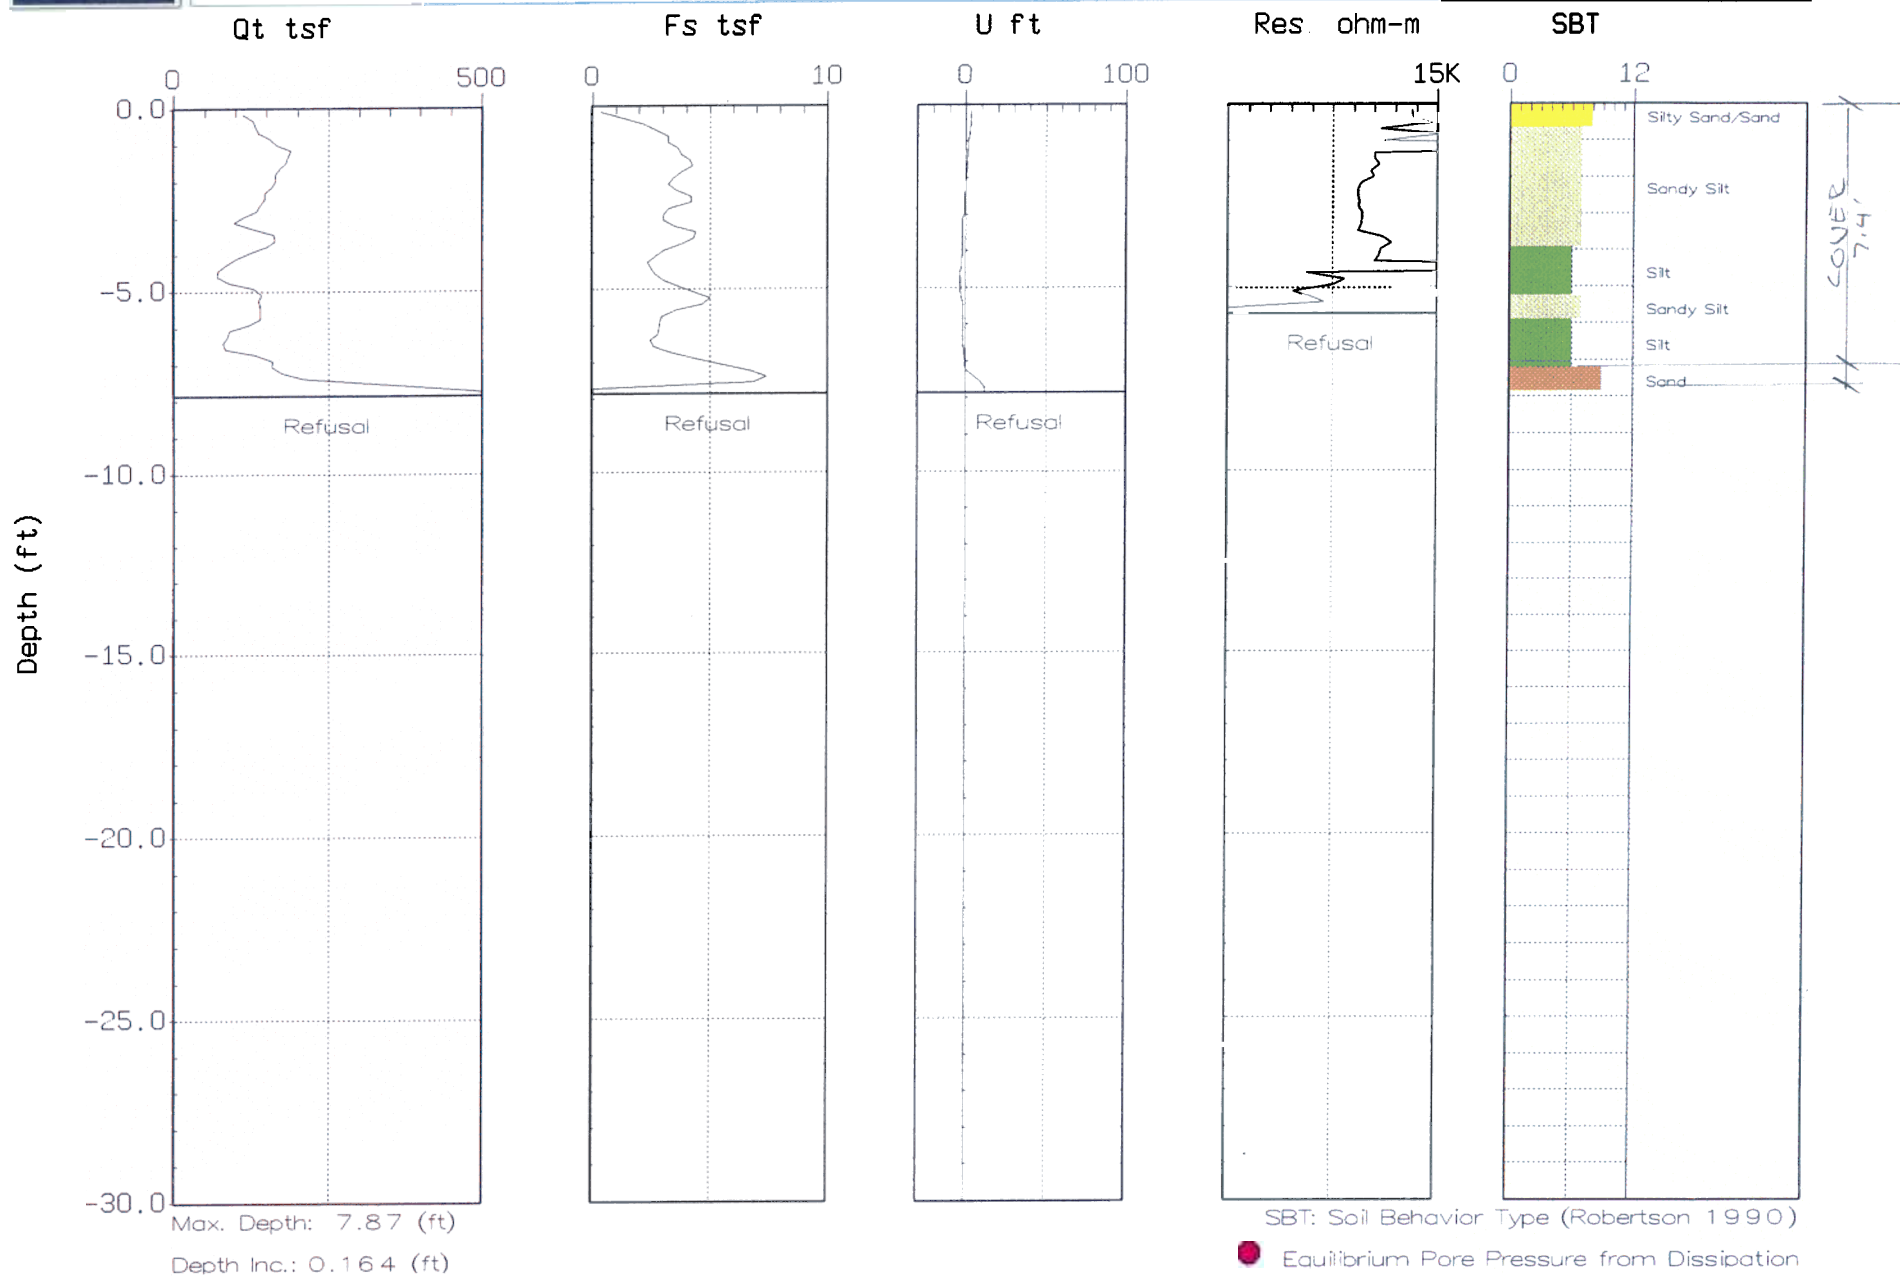 Qt tsf
Fs tsf
U ft
Res. ohm-m
SBT
0 500
0 10
0 100
15K
0 12
0.0
-5.0
-10.0
-15.0
-20.0
-25.0
-30.0
Depth (ft)
Refusal
Refusal
Refusal
Refusal
Silty Sand/Sand
Sandy Silt
Silt
Sandy Silt
Silt
Sand
COVER
7.4'
Max. Depth: 7.87 (ft)
Depth Inc.: 0.164 (ft)
SBT: Soil Behavior Type (Robertson 1990)
Equilibrium Pore Pressure from Dissipation